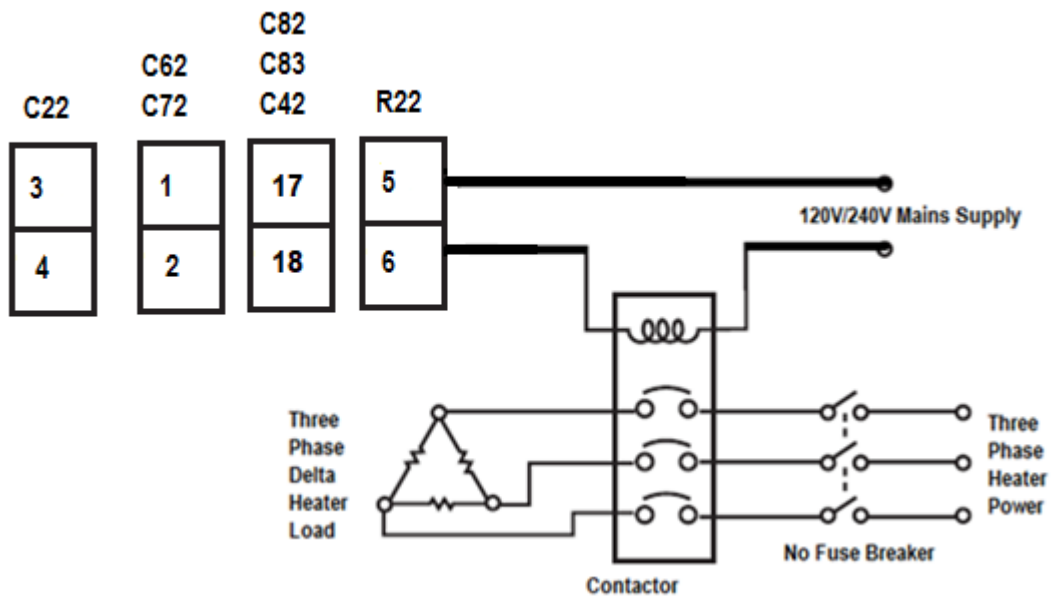 C82
C62
C83
C22
C72
C42
R22
3
1
17
5
4
2
18
6
120V/240V Mains Supply
Three
Phase
Delta
Heater
Load
Three
Phase
Heater
Power
No Fuse Breaker
Contactor